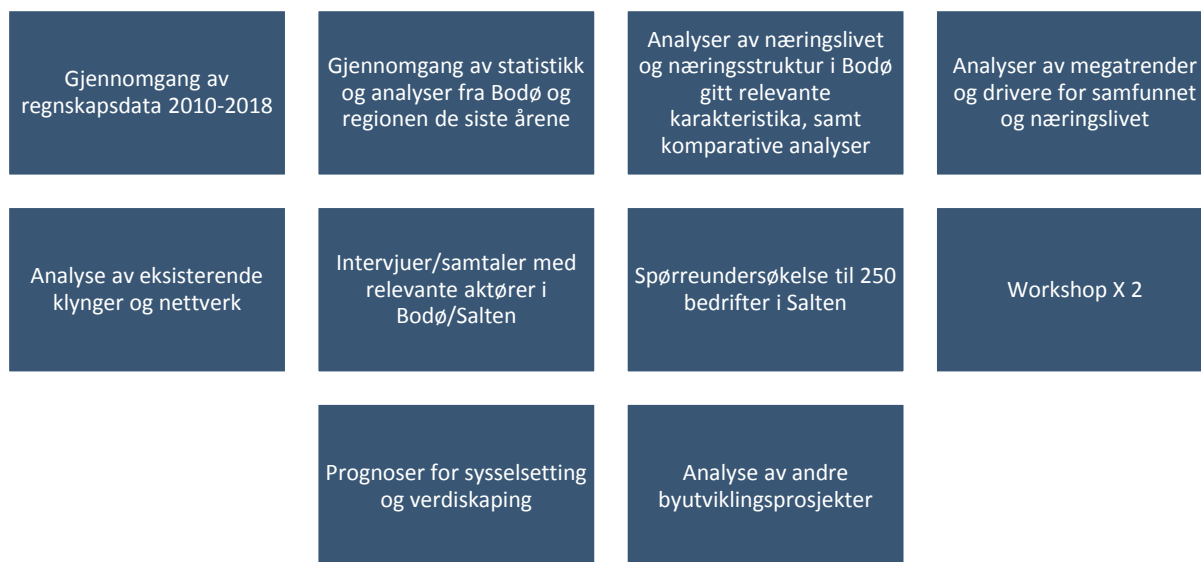 Gjennomgang av
regnskapsdata 2010-2018
Gjennomgang av statistikk
og analyser fra Bodø og
regionen de siste årene
Analyser av næringslivet
og næringsstruktur i Bodø
gitt relevante
karakteristika, samt
komparative analyser
Analyser av megatrender
og drivere for samfunnet
og næringslivet
Analyse av eksisterende
klynger og nettverk
Intervjuer/samtaler med
relevante aktører i
Bodø/Salten
Spørreundersøkelse til 250
bedrifter i Salten
Workshop X 2
Prognoser for sysselsetting
og verdiskaping
Analyse av andre
byutviklingsprosjekter